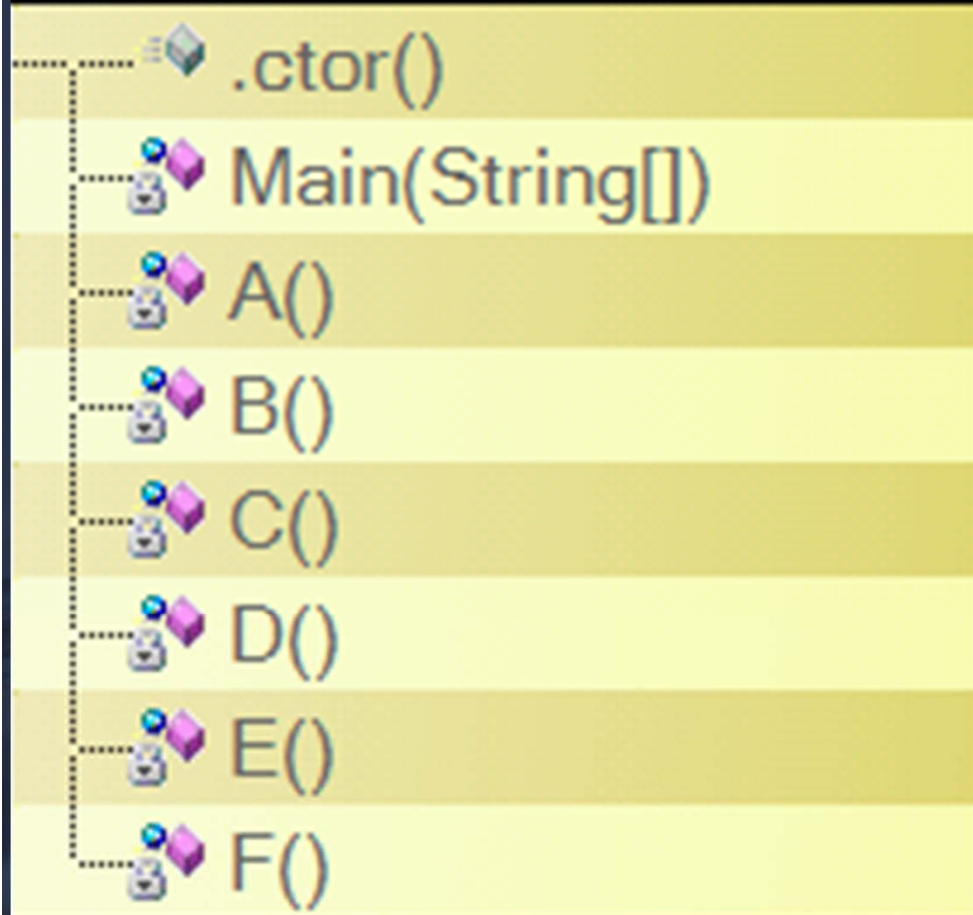 .ctor()
Main(String[])
A()
B()
C()
D()
E()
F()